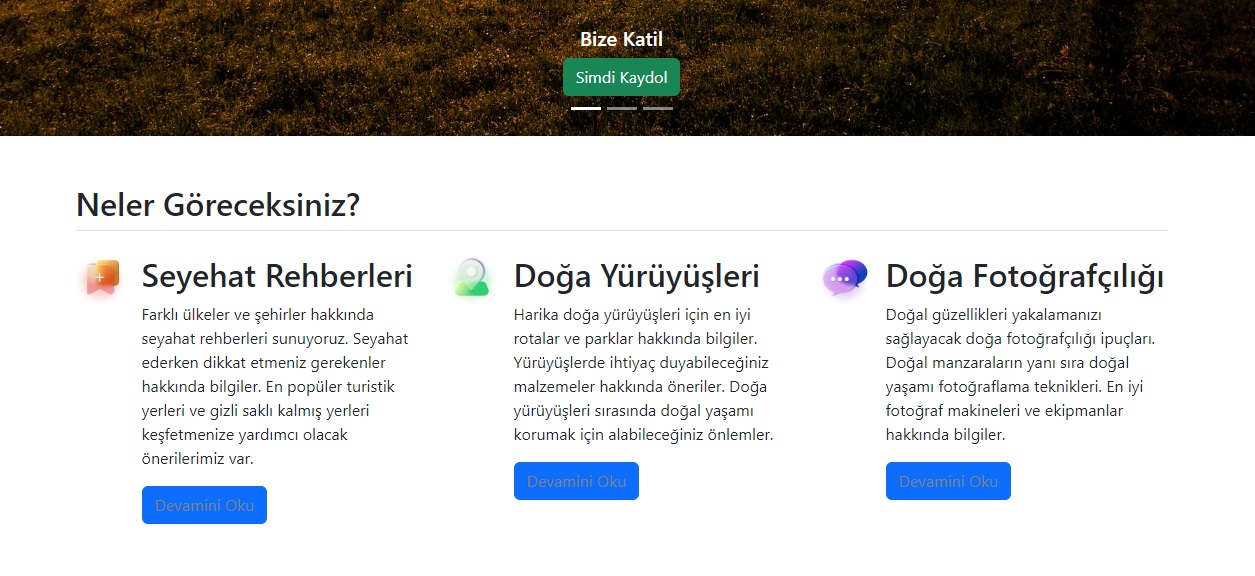 Bize Katil
Simdi Kaydol
Neler Göreceksiniz?
Seyehat Rehberleri
Farklı ülkeler ve şehirler hakkında
seyahat rehberleri sunuyoruz. Seyahat
ederken dikkat etmeniz gerekenler
hakkında bilgiler. En popüler turistik
yerleri ve gizli saklı kalmış yerleri
keşfetmenize yardımcı olacak
önerilerimiz var.
Devamini Oku
Doğa Yürüyüşleri
Harika doğa yürüyüşleri için en iyi
rotalar ve parklar hakkında bilgiler.
Yürüyüşlerde ihtiyaç duyabileceğiniz
malzemeler hakkında öneriler. Doğa
yürüyüşleri sırasında doğal yaşamı
korumak için alabileceğiniz önlemler.
Devamini Oku
Doğa Fotoğrafçılığı
Doğal güzellikleri yakalamanızı
sağlayacak doğa fotoğrafçılığı ipuçları.
Doğal manzaraların yanı sıra doğal
yaşamı fotoğraflama teknikleri. En iyi
fotoğraf makineleri ve ekipmanlar
hakkında bilgiler.
Devamini Oku